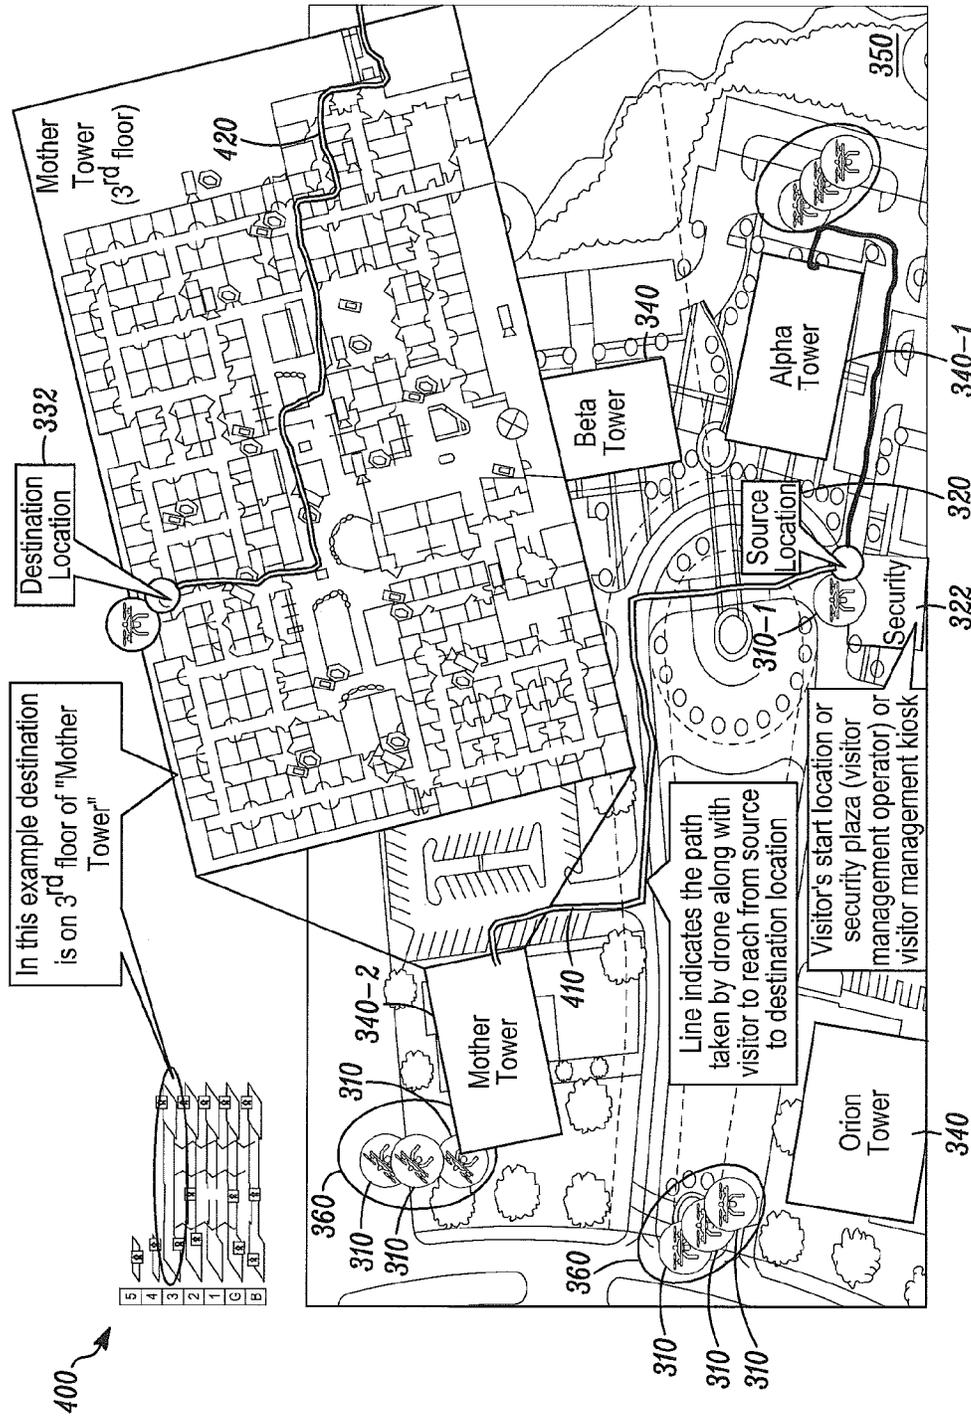 400
5
4
3
2
1
G
B
In this example destination
is on 3rd floor of "Mother
Tower"
Destination
Location
332
Mother
Tower
(3rd floor)
420
360
310
310
310
340-2
Mother
Tower
410
Beta
Tower
340
350
Alpha
Tower
340-1
Source
Location
320
310-1
Security
322
Line indicates the path
taken by drone along with
visitor to reach from source
to destination location
Visitor's start location or
security plaza (visitor
management operator) or
visitor management kiosk
360
310
310
310
Orion
Tower
340